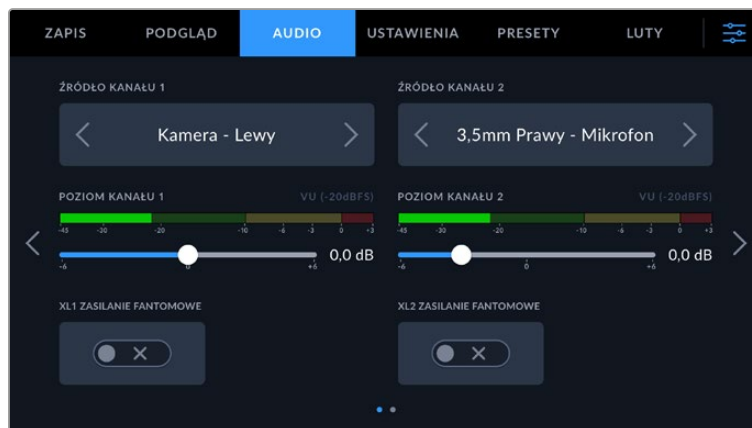 ZAPIS PODGLĄD AUDIO USTAWIENIA PRESETY LUTY
ŹRÓDŁO KANAŁU 1 ŹRÓDŁO KANAŁU 2
Kamera - Lewy 3,5mm Prawy - Mikrofon
POZIOM KANAŁU 1 VU (-20dBFS) POZIOM KANAŁU 2 VU (-20dBFS)
-45 -30 -20 -10 -6 -3 0 +3 -45 -30 -20 -10 -6 -3 0 +3
0,0 dB 0,0 dB
-6 0 +6 -6 0 +6
XL1 ZASILANIE FANTOMOWE XL2 ZASILANIE FANTOMOWE